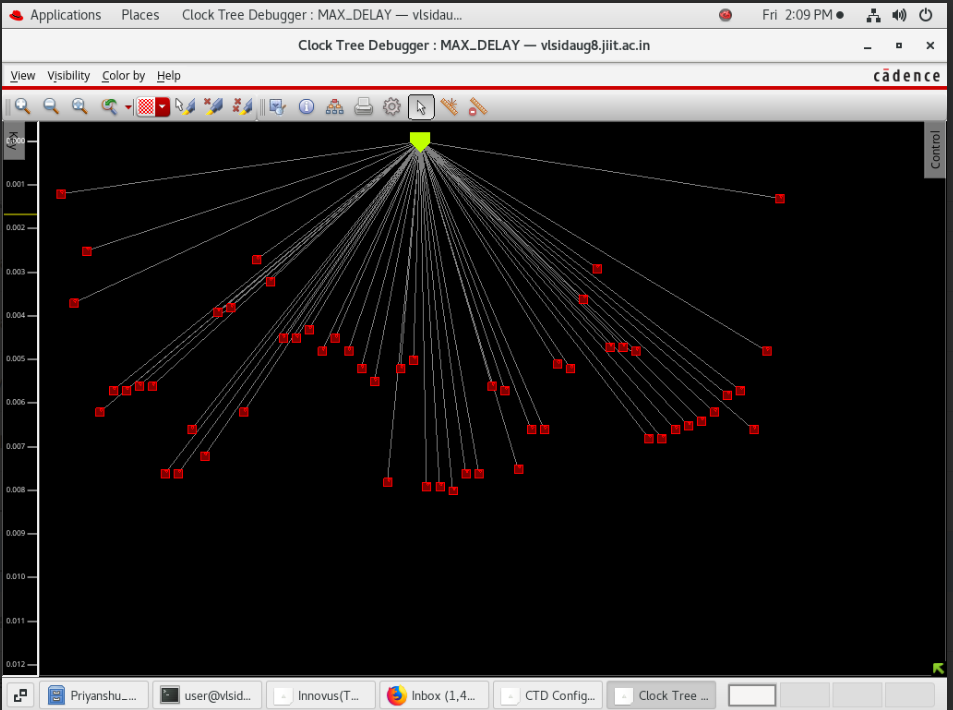 Applications Places Clock Tree Debugger : MAX_DELAY — vlsidau... Fri 2:09 PM
Clock Tree Debugger : MAX_DELAY — vlsidaug8.jiit.ac.in
View Visibility Color by Help cādence
Key
Control
0.000
0.001
0.002
0.003
0.004
0.005
0.006
0.007
0.008
0.009
0.010
0.011
0.012
Priyanshu_... user@vlsid... Innovus(T... Inbox (1,4... CTD Config... Clock Tree ...